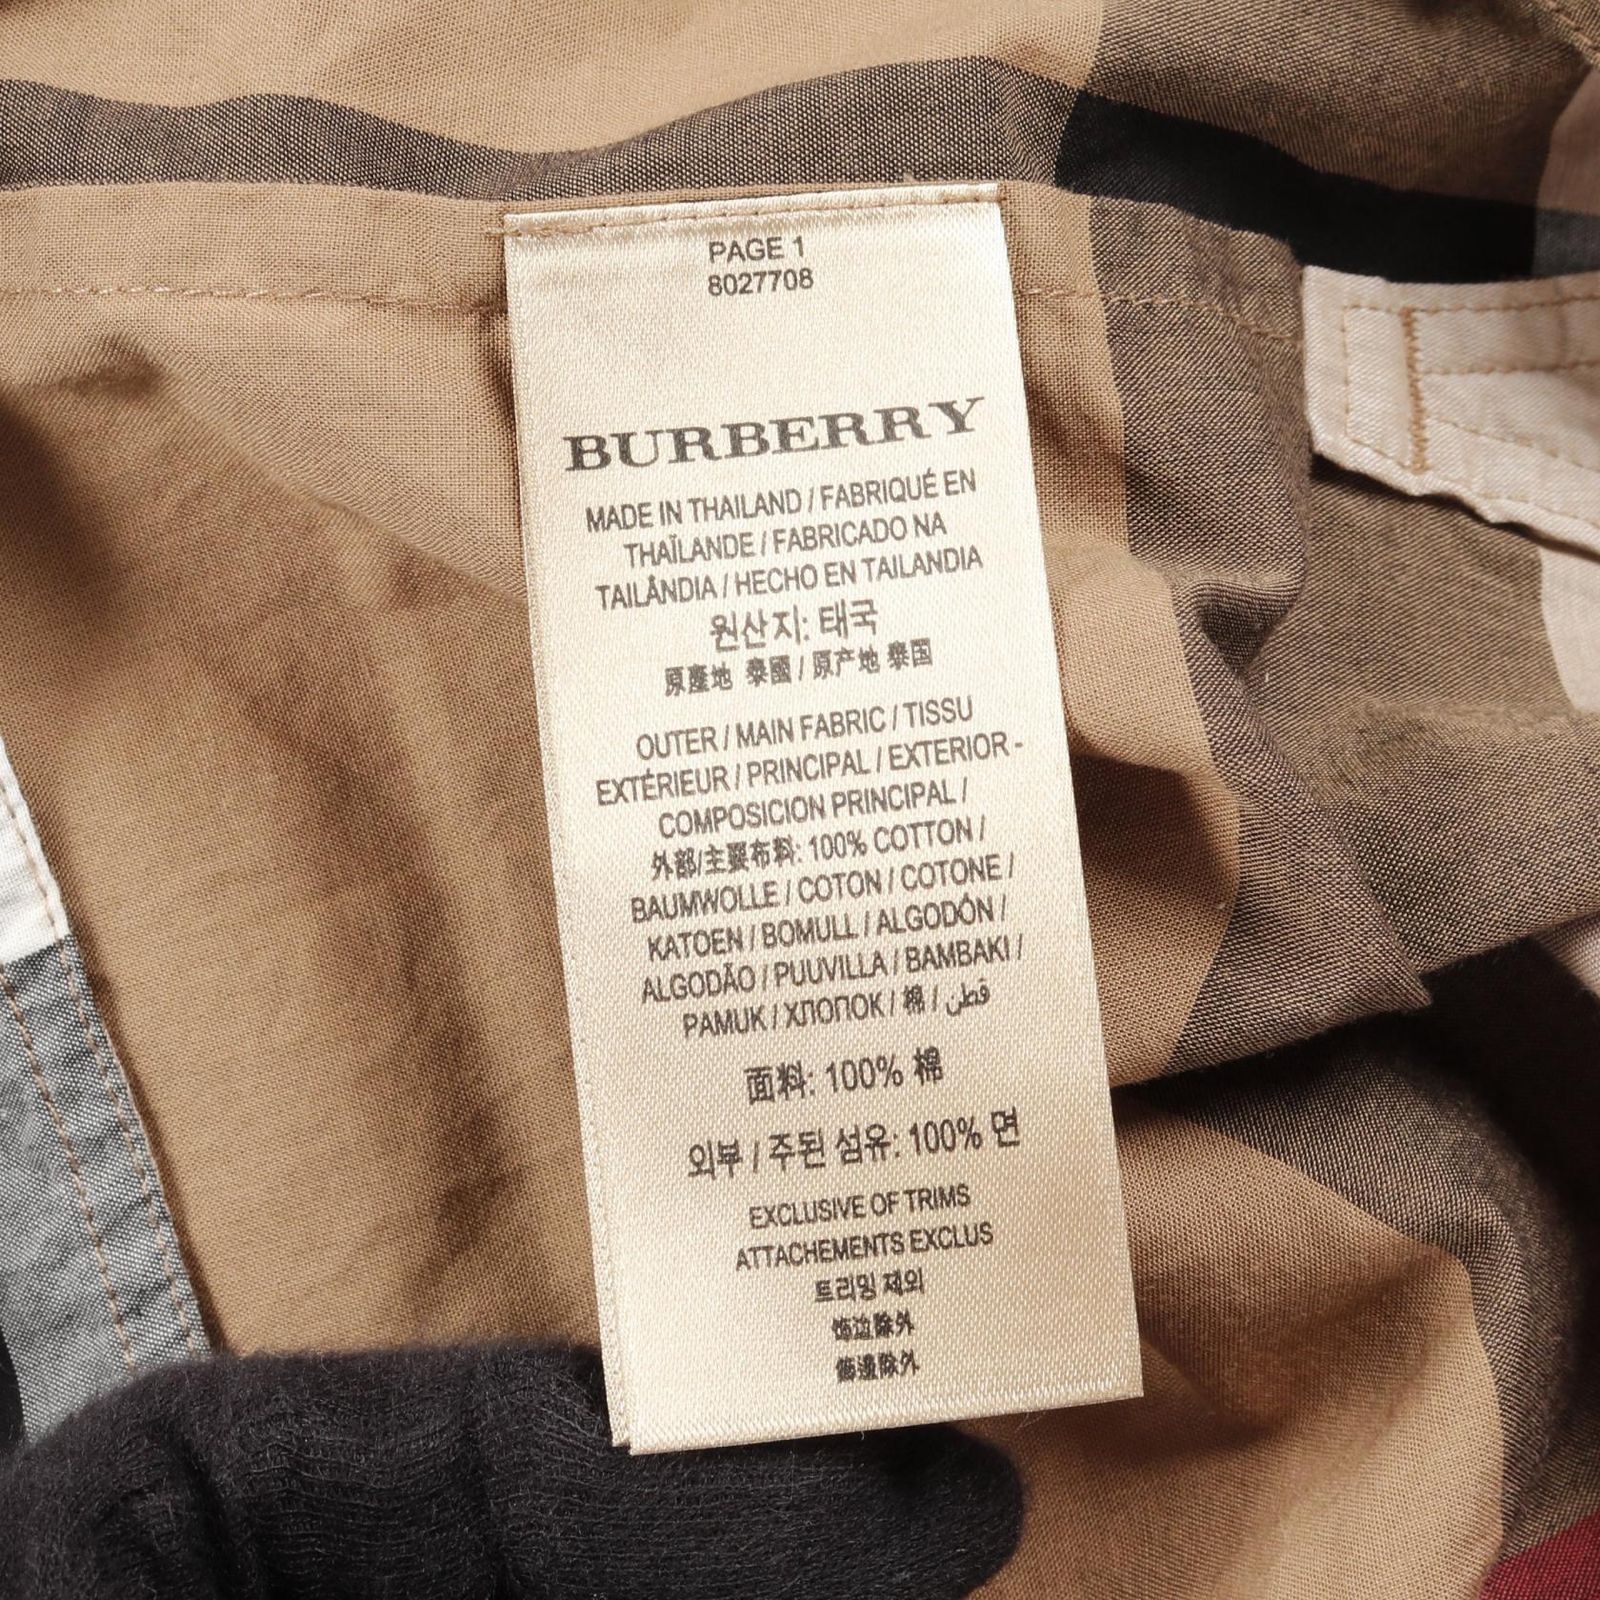 PAGE 1
8027708
BURBERRY
MADE IN THAILAND / FABRIQUÉ EN
THAÏLANDE / FABRICADO NA
TAILÂNDIA / HECHO EN TAILANDIA
원산지: 태국
原產地 泰國 / 原产地 泰国
OUTER / MAIN FABRIC / TISSU
EXTÉRIEUR / PRINCIPAL / EXTERIOR -
COMPOSICION PRINCIPAL /
外部/主要布料: 100% COTTON /
BAUMWOLLE / COTON / COTONE /
KATOEN / BOMULL / ALGODÓN /
ALGODÃO / PUUVILLA / BAMBAKI /
PAMUK / ХЛОПОК / 棉 / قطن
面料: 100% 棉
외부 / 주된 섬유: 100% 면
EXCLUSIVE OF TRIMS
ATTACHEMENTS EXCLUS
트리밍 제외
饰边除外
飾邊除外